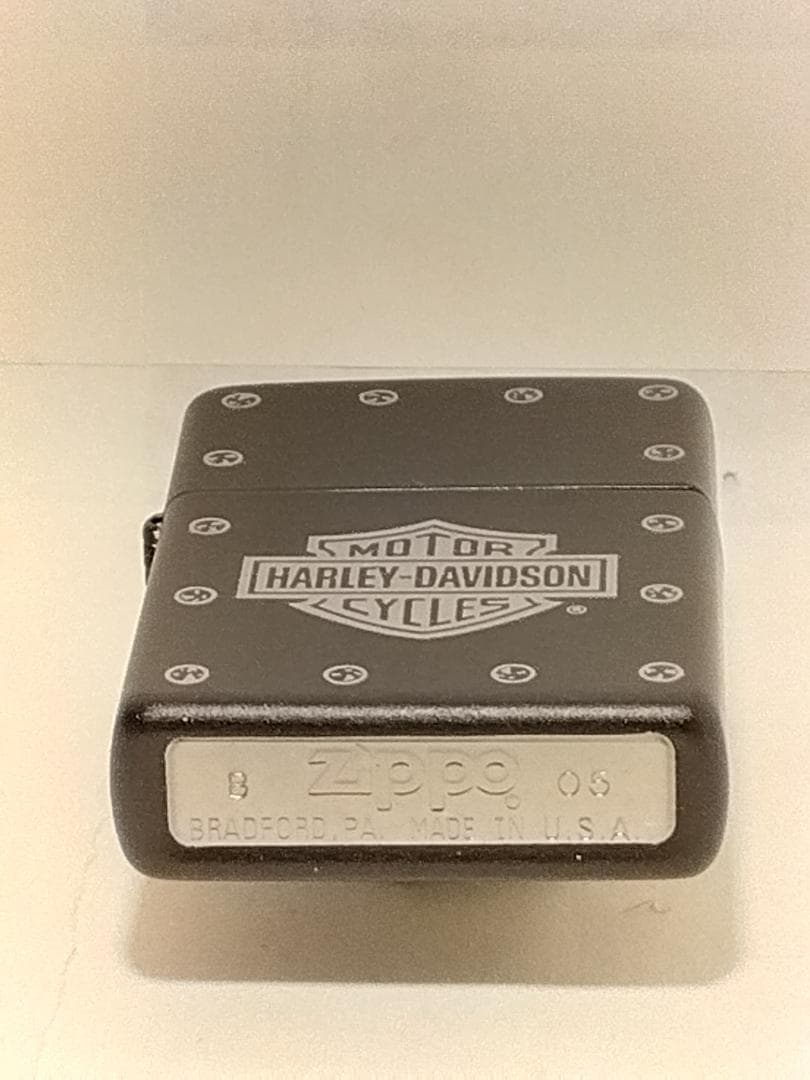 MOTOR
HARLEY-DAVIDSON
CYCLES ®
B Zippo 05
BRADFORD, PA. MADE IN U.S.A.